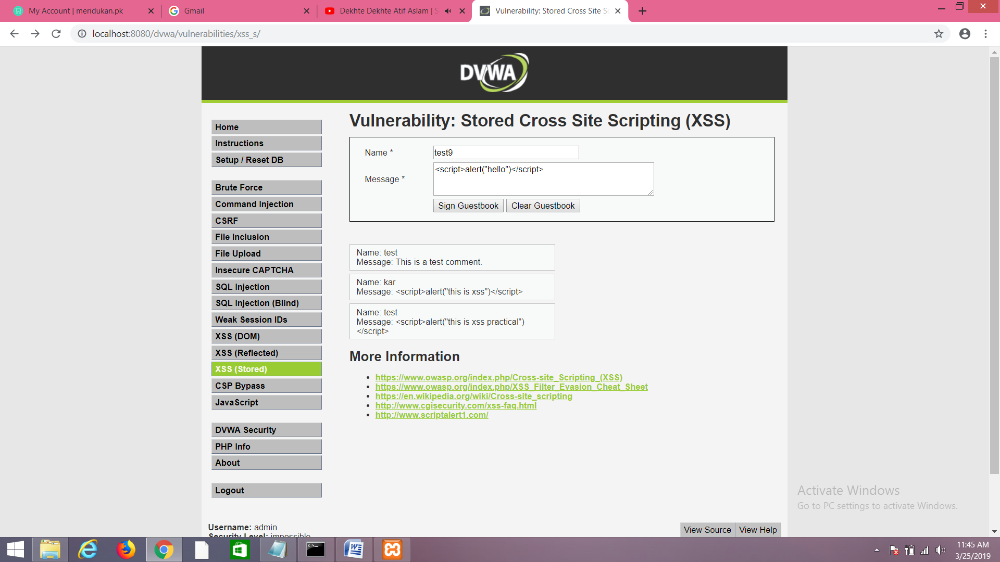 My Account | meridukan.pk
Gmail
Dekhte Dekhte Atif Aslam | S
Vulnerability: Stored Cross Site Sc
localhost:8080/dvwa/vulnerabilities/xss_s/
DVWA
Vulnerability: Stored Cross Site Scripting (XSS)
Home
Instructions
Setup / Reset DB
Brute Force
Command Injection
CSRF
File Inclusion
File Upload
Insecure CAPTCHA
SQL Injection
SQL Injection (Blind)
Weak Session IDs
XSS (DOM)
XSS (Reflected)
XSS (Stored)
CSP Bypass
JavaScript
DVWA Security
PHP Info
About
Logout
Name *
test9
Message *
<script>alert("hello")</script>
Sign Guestbook
Clear Guestbook
Name: test
Message: This is a test comment.
Name: kar
Message: <script>alert("this is xss")</script>
Name: test
Message: <script>alert("this is xss practical")
</script>
More Information
https://www.owasp.org/index.php/Cross-site_Scripting_(XSS)
https://www.owasp.org/index.php/XSS_Filter_Evasion_Cheat_Sheet
https://en.wikipedia.org/wiki/Cross-site_scripting
http://www.cgisecurity.com/xss-faq.html
http://www.scriptalert1.com/
Activate Windows
Go to PC settings to activate Windows.
Username: admin
Security Level: impossible
View Source
View Help
11:45 AM
3/25/2019